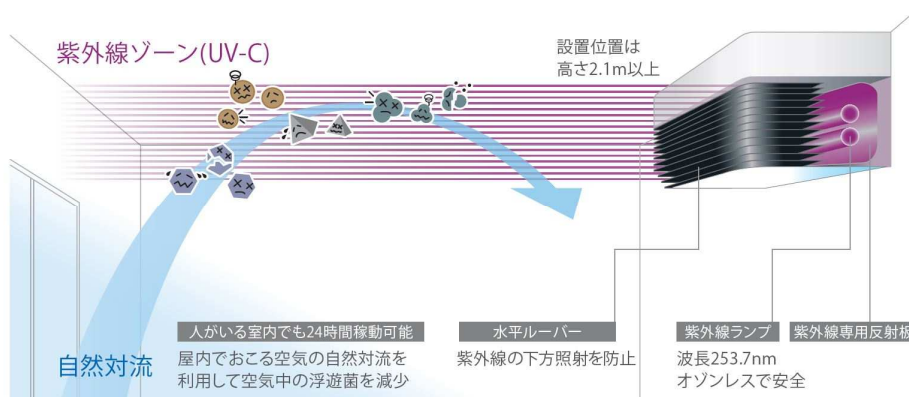 紫外線ゾーン(UV-C)
設置位置は
高さ2.1m以上
自然対流
人がいる室内でも24時間稼動可能
屋内でおこる空気の自然対流を
利用して空気中の浮遊菌を減少
水平ルーバー
紫外線の下方照射を防止
紫外線ランプ
波長253.7nm
オゾンレスで安全
紫外線専用反射板